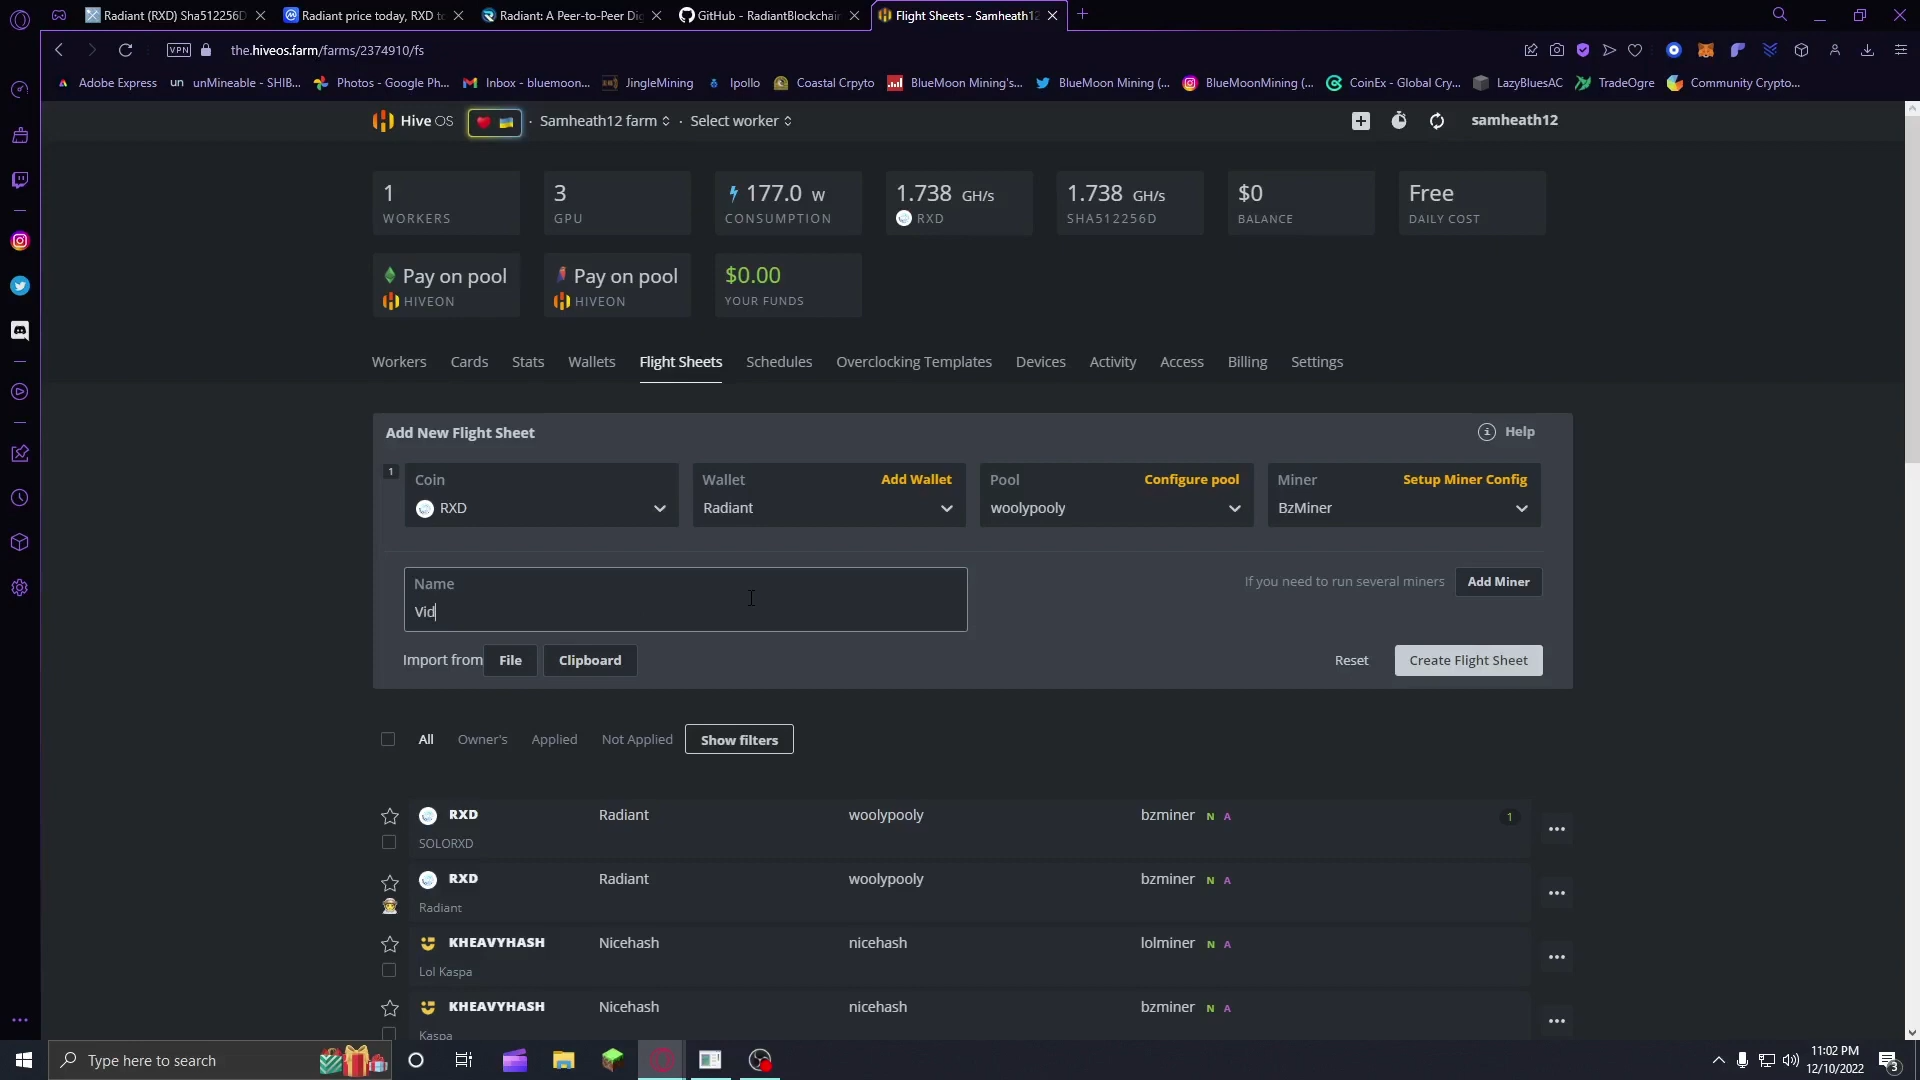 Radiant (RXD) Sha512256D
Radiant price today, RXD to
Radiant: A Peer-to-Peer Dig
GitHub - RadiantBlockchain
Flight Sheets - Samheath12
VPN
the.hiveos.farm/farms/2374910/fs
Adobe Express
un
unMineable - SHIB...
Photos - Google Ph...
Inbox - bluemoon...
JingleMining
Ipollo
Coastal Crpyto
BlueMoon Mining's...
BlueMoon Mining (...
BlueMoonMining (...
CoinEx - Global Cry...
LazyBluesAC
TradeOgre
Community Crypto...
Hive OS
· Samheath12 farm
· Select worker
samheath12
1
WORKERS
3
GPU
177.0 W
CONSUMPTION
1.738 GH/s
RXD
1.738 GH/s
SHA512256D
$0
BALANCE
Free
DAILY COST
Pay on pool
HIVEON
Pay on pool
HIVEON
$0.00
YOUR FUNDS
Workers
Cards
Stats
Wallets
Flight Sheets
Schedules
Overclocking Templates
Devices
Activity
Access
Billing
Settings
Add New Flight Sheet
Help
1
Coin
RXD
Wallet
Add Wallet
Radiant
Pool
Configure pool
woolypooly
Miner
Setup Miner Config
BzMiner
Name
Vid
If you need to run several miners
Add Miner
Import from
File
Clipboard
Reset
Create Flight Sheet
All
Owner's
Applied
Not Applied
Show filters
RXD
Radiant
woolypooly
bzminer N A
1
SOLORXD
RXD
Radiant
woolypooly
bzminer N A
Radiant
KHEAVYHASH
Nicehash
nicehash
lolminer N A
Lol Kaspa
KHEAVYHASH
Nicehash
nicehash
bzminer N A
Kaspa
Type here to search
11:02 PM
12/10/2022
3